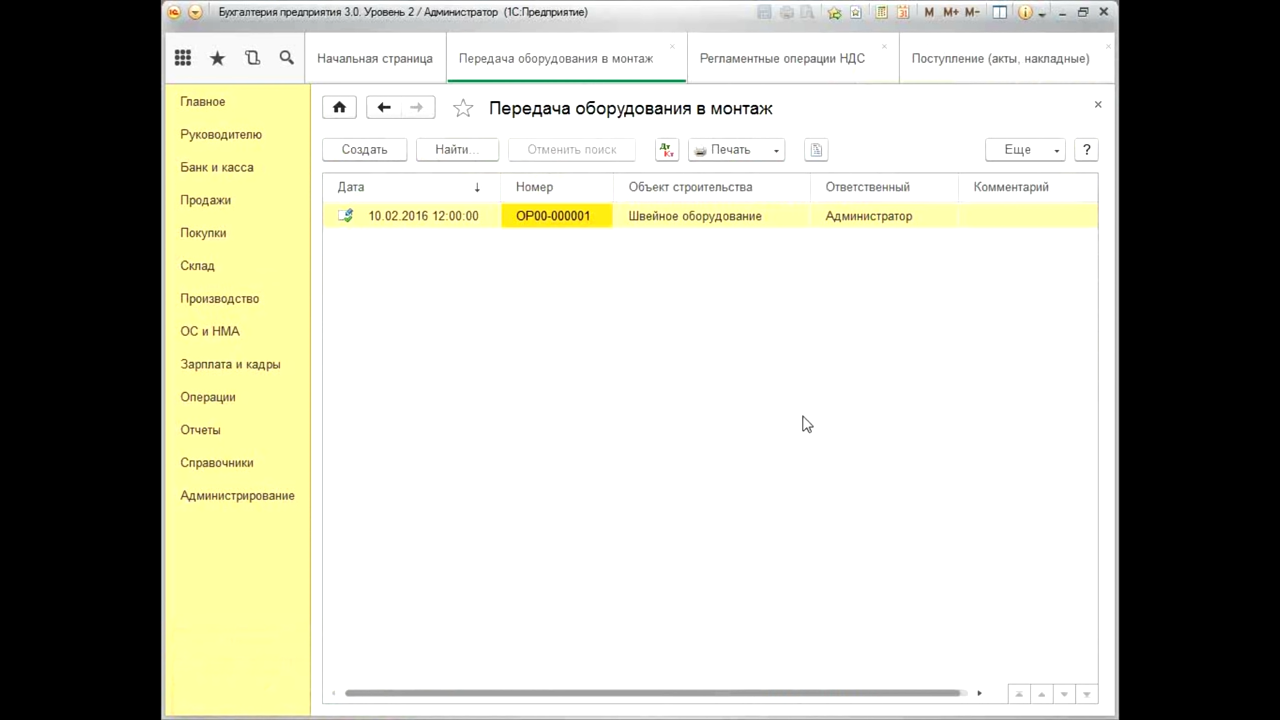 Бухгалтерия предприятия 3.0. Уровень 2 / Администратор (1С:Предприятие)
M M+ M-
Начальная страница
Передача оборудования в монтаж
Регламентные операции НДС
Поступление (акты, накладные)
Главное
Руководителю
Банк и касса
Продажи
Покупки
Склад
Производство
ОС и НМА
Зарплата и кадры
Операции
Отчеты
Справочники
Администрирование
Передача оборудования в монтаж
Создать
Найти...
Отменить поиск
Дт
Кт
Печать
Еще
?
Дата
Номер
Объект строительства
Ответственный
Комментарий
10.02.2016 12:00:00
ОР00-000001
Швейное оборудование
Администратор